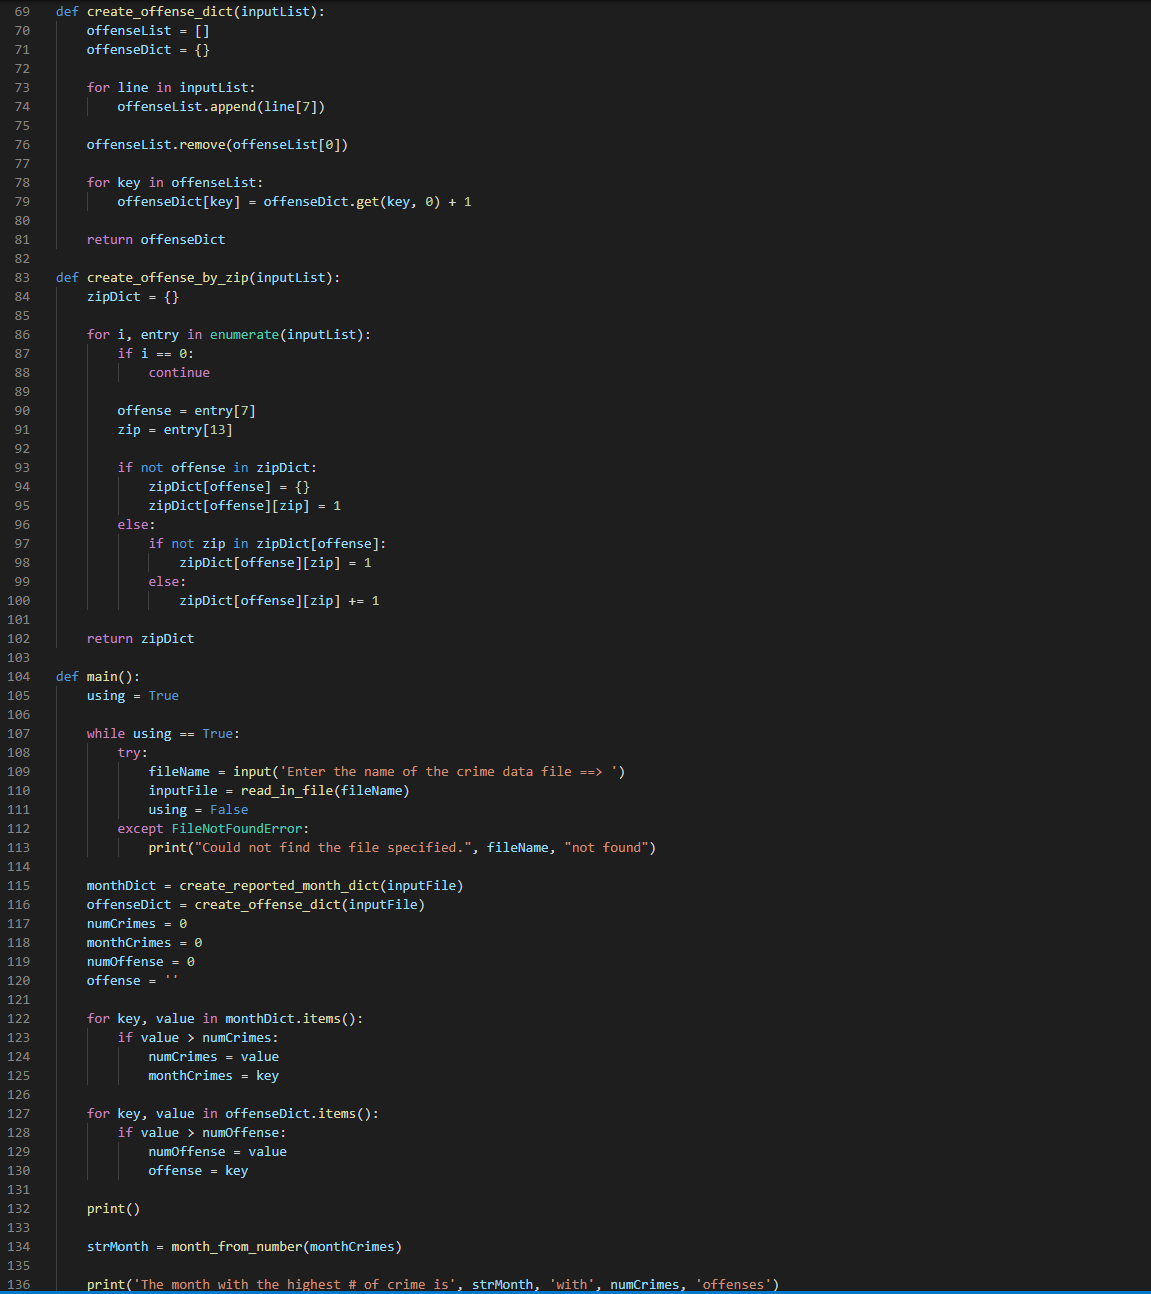 69 def create_offense_dict(inputList):
70     offenseList = []
71     offenseDict = {}
72
73     for line in inputList:
74         offenseList.append(line[7])
75
76     offenseList.remove(offenseList[0])
77
78     for key in offenseList:
79         offenseDict[key] = offenseDict.get(key, 0) + 1
80
81     return offenseDict
82
83 def create_offense_by_zip(inputList):
84     zipDict = {}
85
86     for i, entry in enumerate(inputList):
87         if i == 0:
88             continue
89
90         offense = entry[7]
91         zip = entry[13]
92
93         if not offense in zipDict:
94             zipDict[offense] = {}
95             zipDict[offense][zip] = 1
96         else:
97             if not zip in zipDict[offense]:
98                 zipDict[offense][zip] = 1
99             else:
100                 zipDict[offense][zip] += 1
101
102     return zipDict
103
104 def main():
105     using = True
106
107     while using == True:
108         try:
109             fileName = input('Enter the name of the crime data file ==> ')
110             inputFile = read_in_file(fileName)
111             using = False
112         except FileNotFoundError:
113             print("Could not find the file specified.", fileName, "not found")
114
115     monthDict = create_reported_month_dict(inputFile)
116     offenseDict = create_offense_dict(inputFile)
117     numCrimes = 0
118     monthCrimes = 0
119     numOffense = 0
120     offense = ''
121
122     for key, value in monthDict.items():
123         if value > numCrimes:
124             numCrimes = value
125             monthCrimes = key
126
127     for key, value in offenseDict.items():
128         if value > numOffense:
129             numOffense = value
130             offense = key
131
132     print()
133
134     strMonth = month_from_number(monthCrimes)
135
136     print('The month with the highest # of crime is', strMonth, 'with', numCrimes, 'offenses')